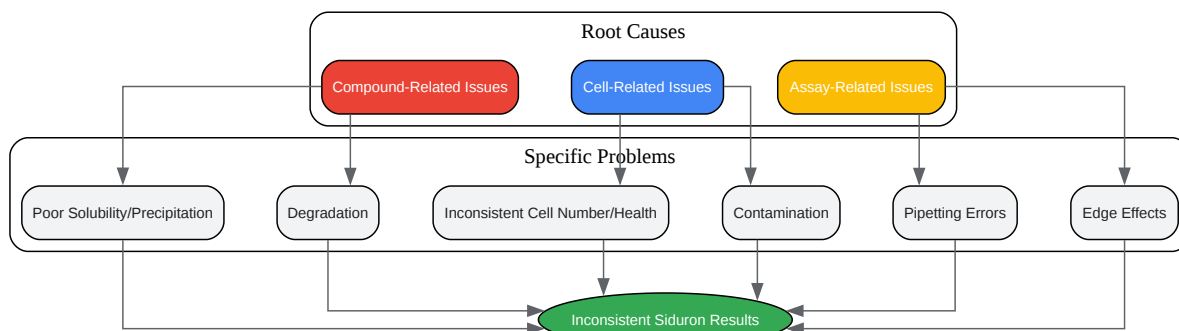 Root Causes
Compound-Related Issues
Cell-Related Issues
Assay-Related Issues
Specific Problems
Poor Solubility/Precipitation
Degradation
Inconsistent Cell Number/Health
Contamination
Pipetting Errors
Edge Effects
Inconsistent Siduron Results